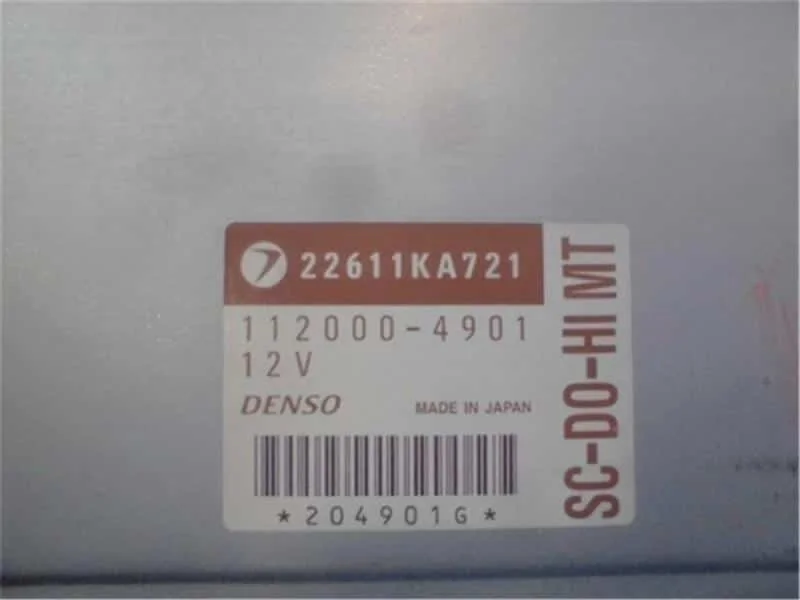 22611KA721
112000-4901
12V
DENSO MADE IN JAPAN
*204901G*
SC-DO-HI MT